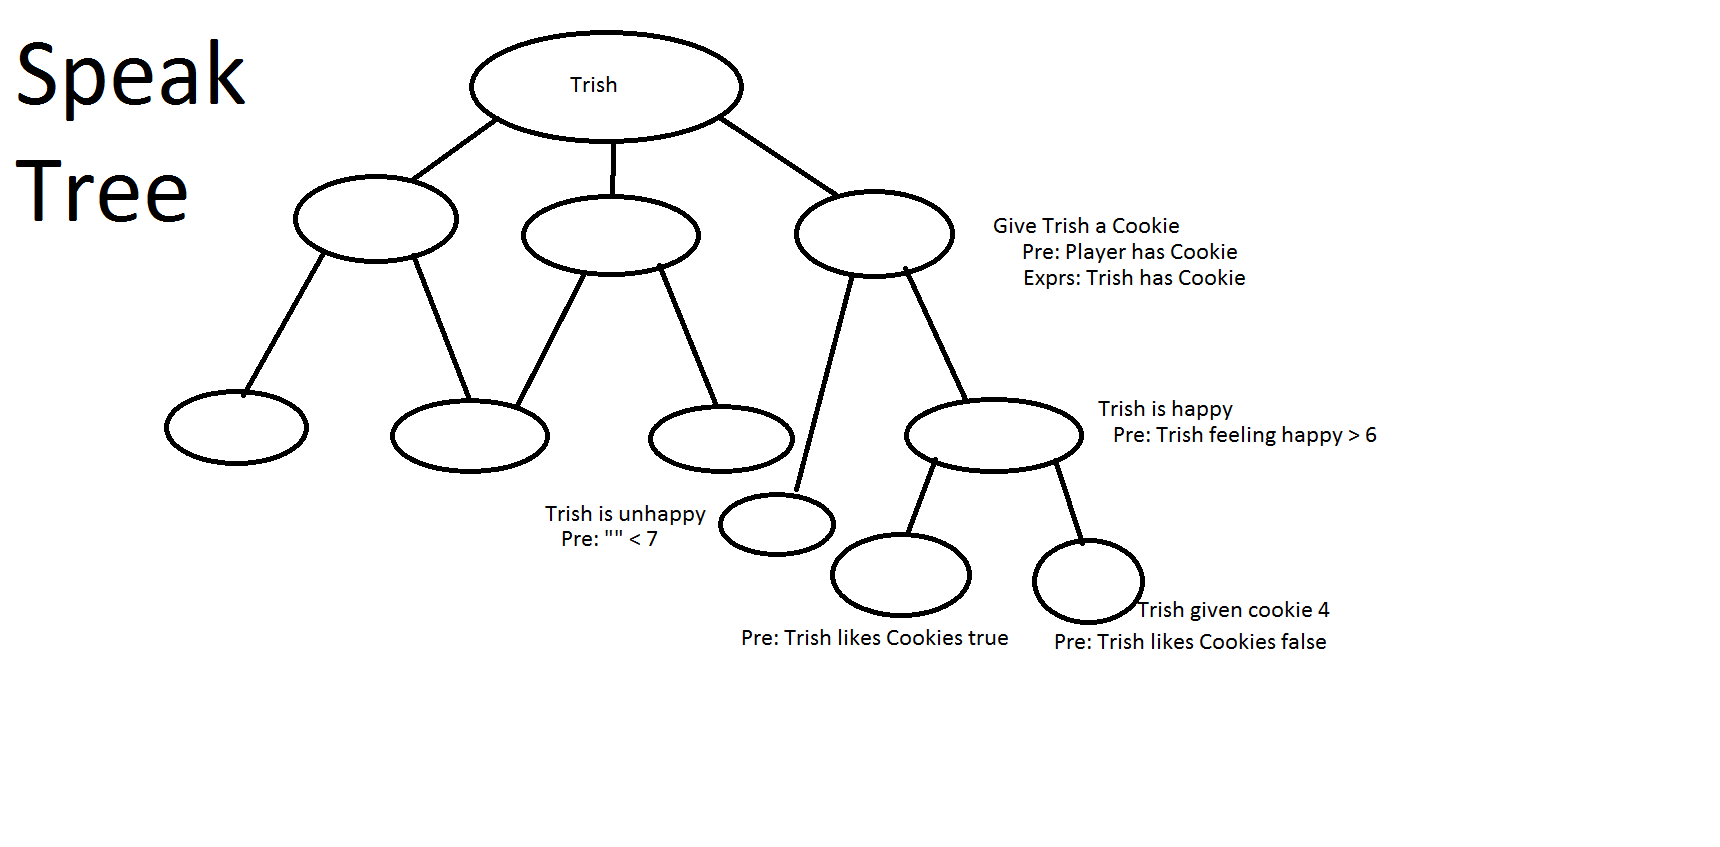 Speak
Tree
Trish
Give Trish a Cookie
Pre: Player has Cookie
Exprs: Trish has Cookie
Trish is happy
Pre: Trish feeling happy > 6
Trish is unhappy
Pre: "" < 7
Trish given cookie 4
Pre: Trish likes Cookies true
Pre: Trish likes Cookies false